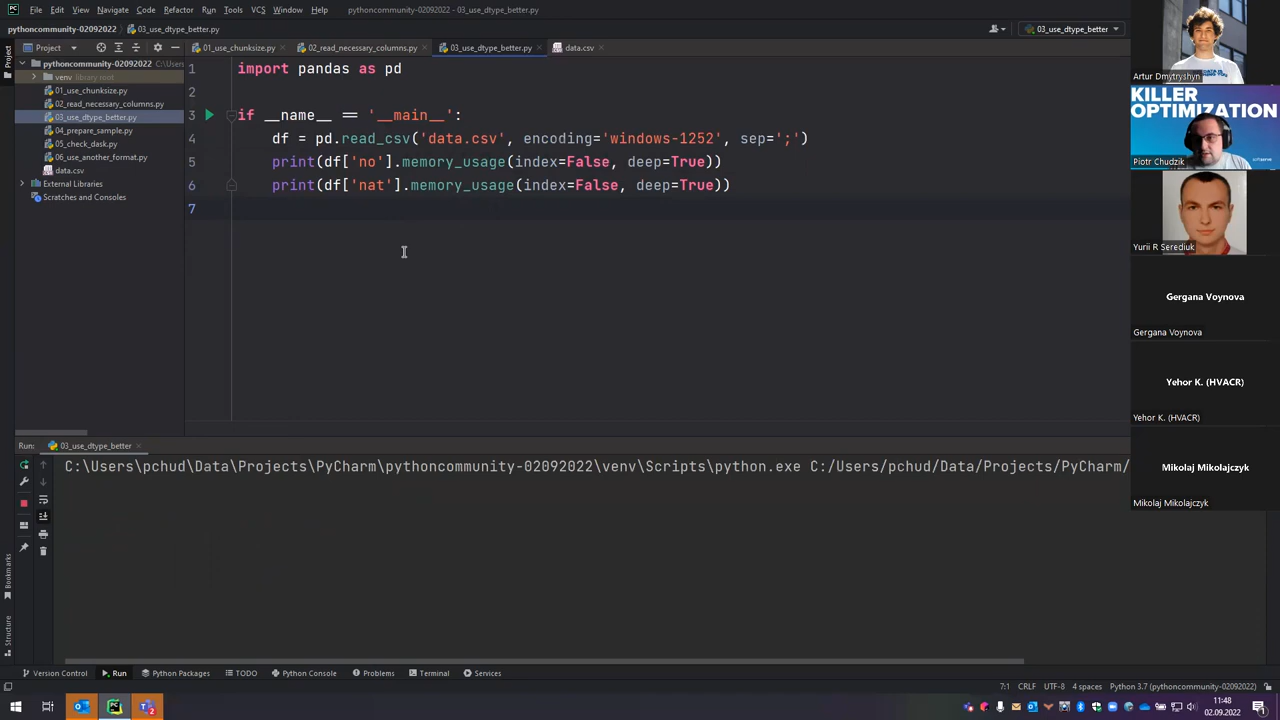 File Edit View Navigate Code Refactor Run Tools VCS Window Help pythoncommunity-02092022 - 03_use_dtype_better.py
pythoncommunity-02092022 03_use_dtype_better.py
03_use_dtype_better
Project
01_use_chunksize.py
02_read_necessary_columns.py
03_use_dtype_better.py
data.csv
pythoncommunity-02092022 C:\Users
venv library root
01_use_chunksize.py
02_read_necessary_columns.py
03_use_dtype_better.py
04_prepare_sample.py
05_check_dask.py
06_use_another_format.py
data.csv
External Libraries
Scratches and Consoles
Project
1 import pandas as pd
2
3 if __name__ == '__main__':
4 df = pd.read_csv('data.csv', encoding='windows-1252', sep=';')
5 print(df['no'].memory_usage(index=False, deep=True))
6 print(df['nat'].memory_usage(index=False, deep=True))
7
Artur Dmytryshyn
KILLER
OPTIMIZATION
softserve
Piotr Chudzik
Yurii R Serediuk
Gergana Voynova
Gergana Voynova
Yehor K. (HVACR)
Yehor K. (HVACR)
Mikolaj Mikolajczyk
Mikolaj Mikolajczyk
Run: 03_use_dtype_better
C:\Users\pchud\Data\Projects\PyCharm\pythoncommunity-02092022\venv\Scripts\python.exe C:/Users/pchud/Data/Projects/PyCharm/
Bookmarks
Structure
Version Control Run Python Packages TODO Python Console Problems Terminal Services
7:1 CRLF UTF-8 4 spaces Python 3.7 (pythoncommunity-02092022)
11:48
02.09.2022